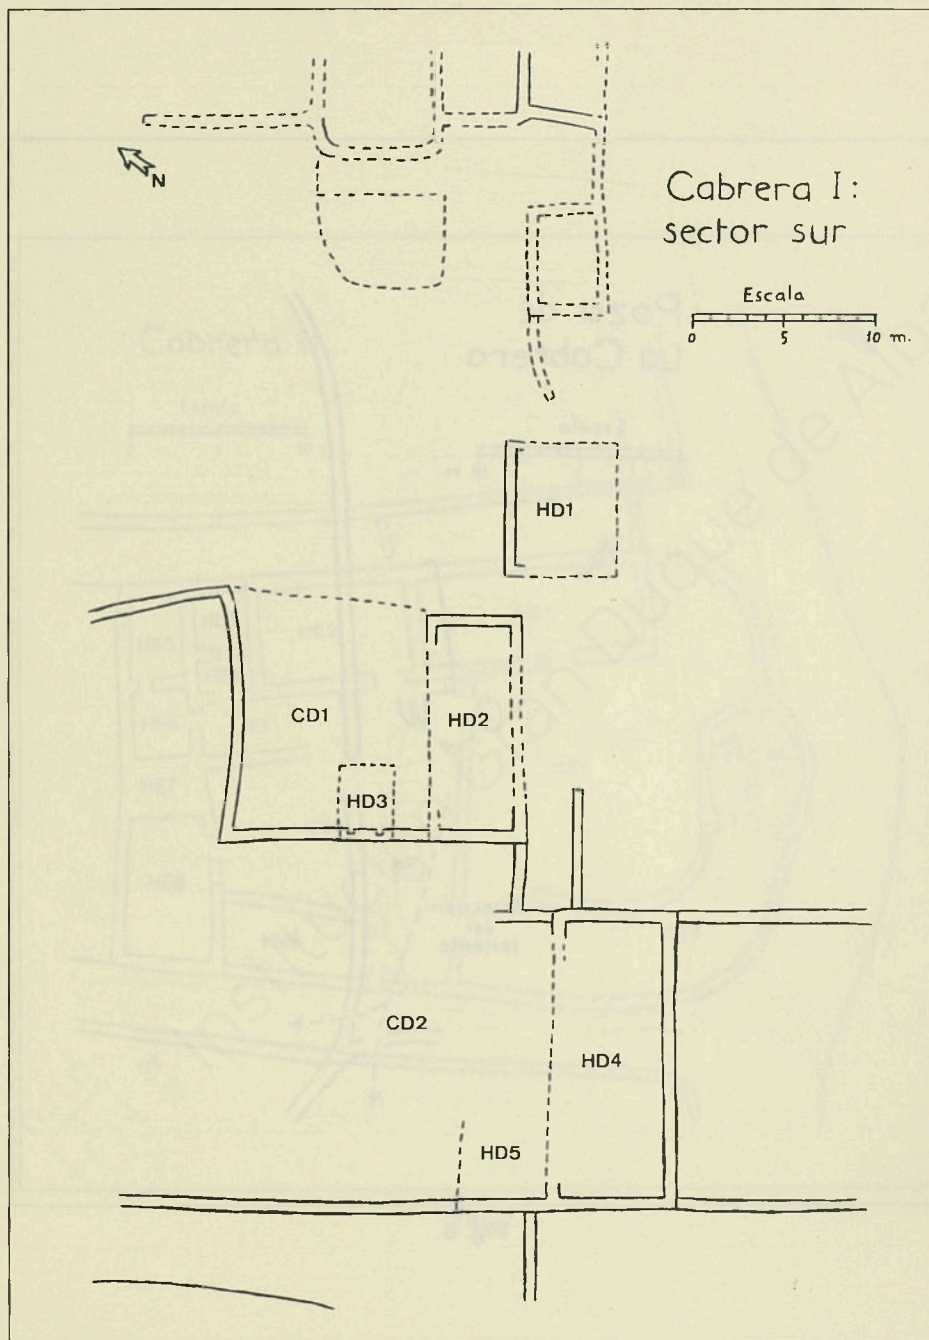 N
Cabrera I:
sector sur
Escala
0 5 10 m.
HD1
CD1
HD2
HD3
CD2
HD4
HD5